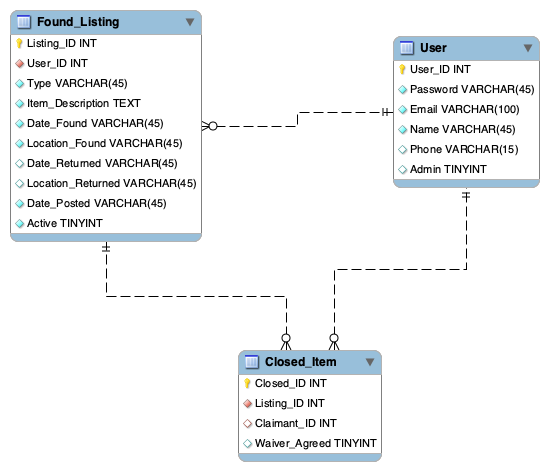 Found_Listing
Listing_ID INT
User_ID INT
Type VARCHAR(45)
Item_Description TEXT
Date_Found VARCHAR(45)
Location_Found VARCHAR(45)
Date_Returned VARCHAR(45)
Location_Returned VARCHAR(45)
Date_Posted VARCHAR(45)
Active TINYINT
User
User_ID INT
Password VARCHAR(45)
Email VARCHAR(100)
Name VARCHAR(45)
Phone VARCHAR(15)
Admin TINYINT
Closed_Item
Closed_ID INT
Listing_ID INT
Claimant_ID INT
Waiver_Agreed TINYINT